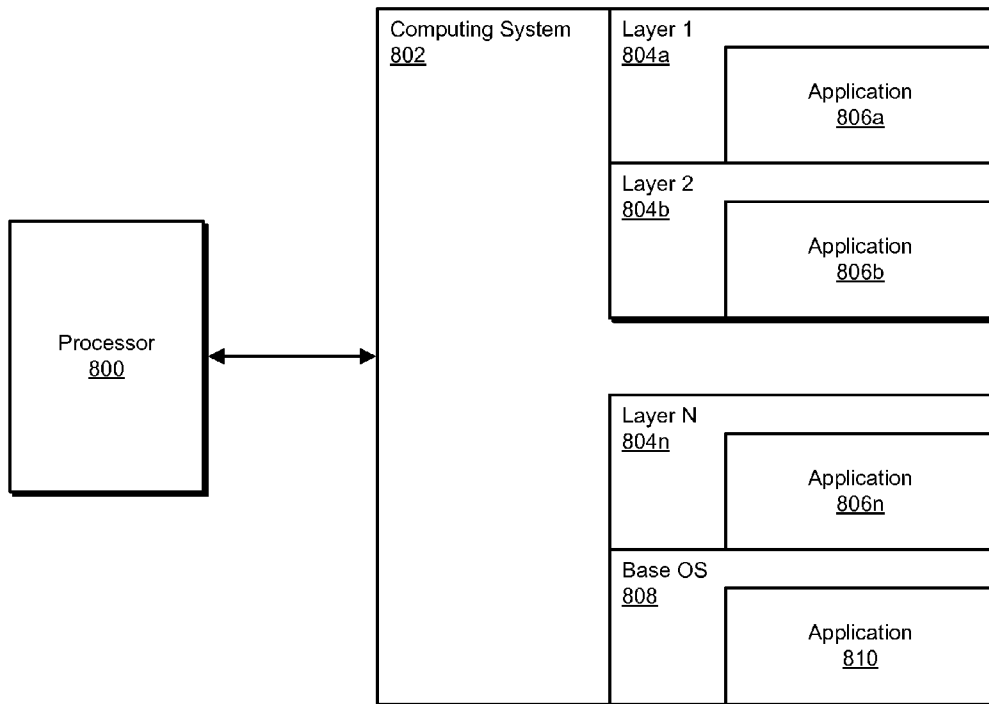 Processor
800
Computing System
802
Layer 1
804a
Application
806a
Layer 2
804b
Application
806b
Layer N
804n
Application
806n
Base OS
808
Application
810